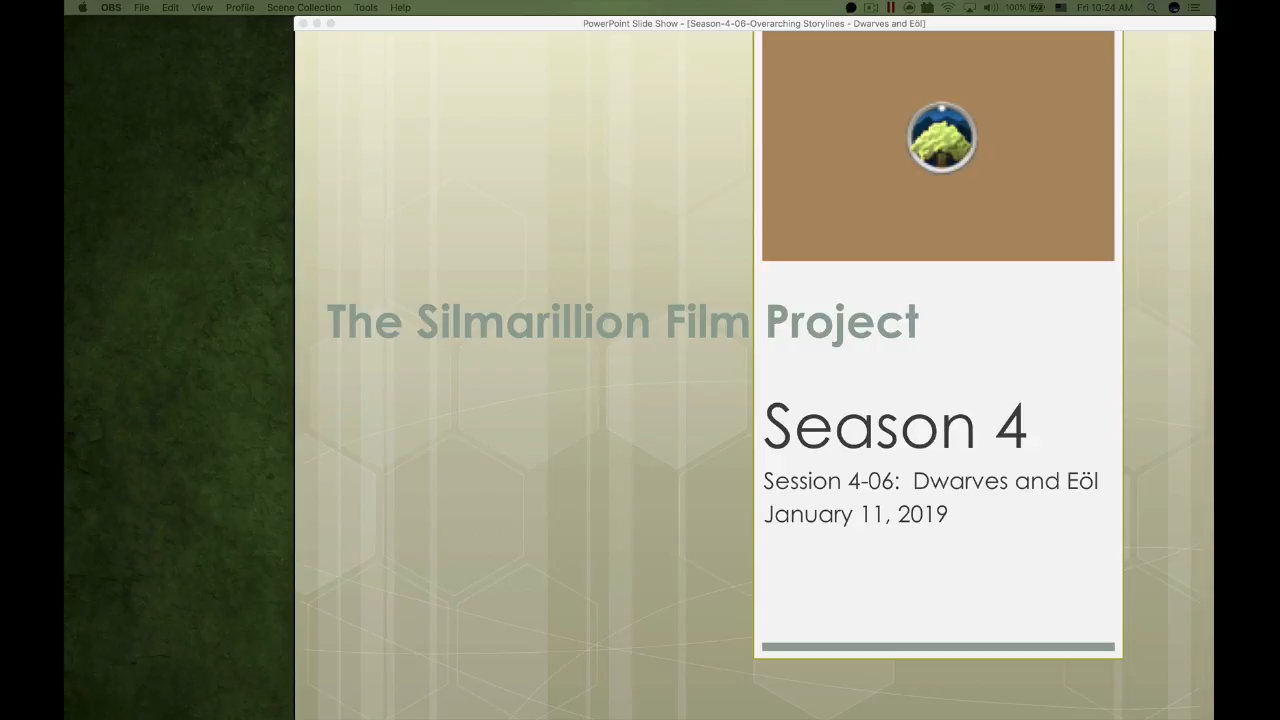 OBS File Edit View Profile Scene Collection Tools Help 100% Fri 10:24 AM
PowerPoint Slide Show - [Season-4-06-Overarching Storylines - Dwarves and Eöl]
The Silmarillion Film Project
Season 4
Session 4-06: Dwarves and Eöl
January 11, 2019